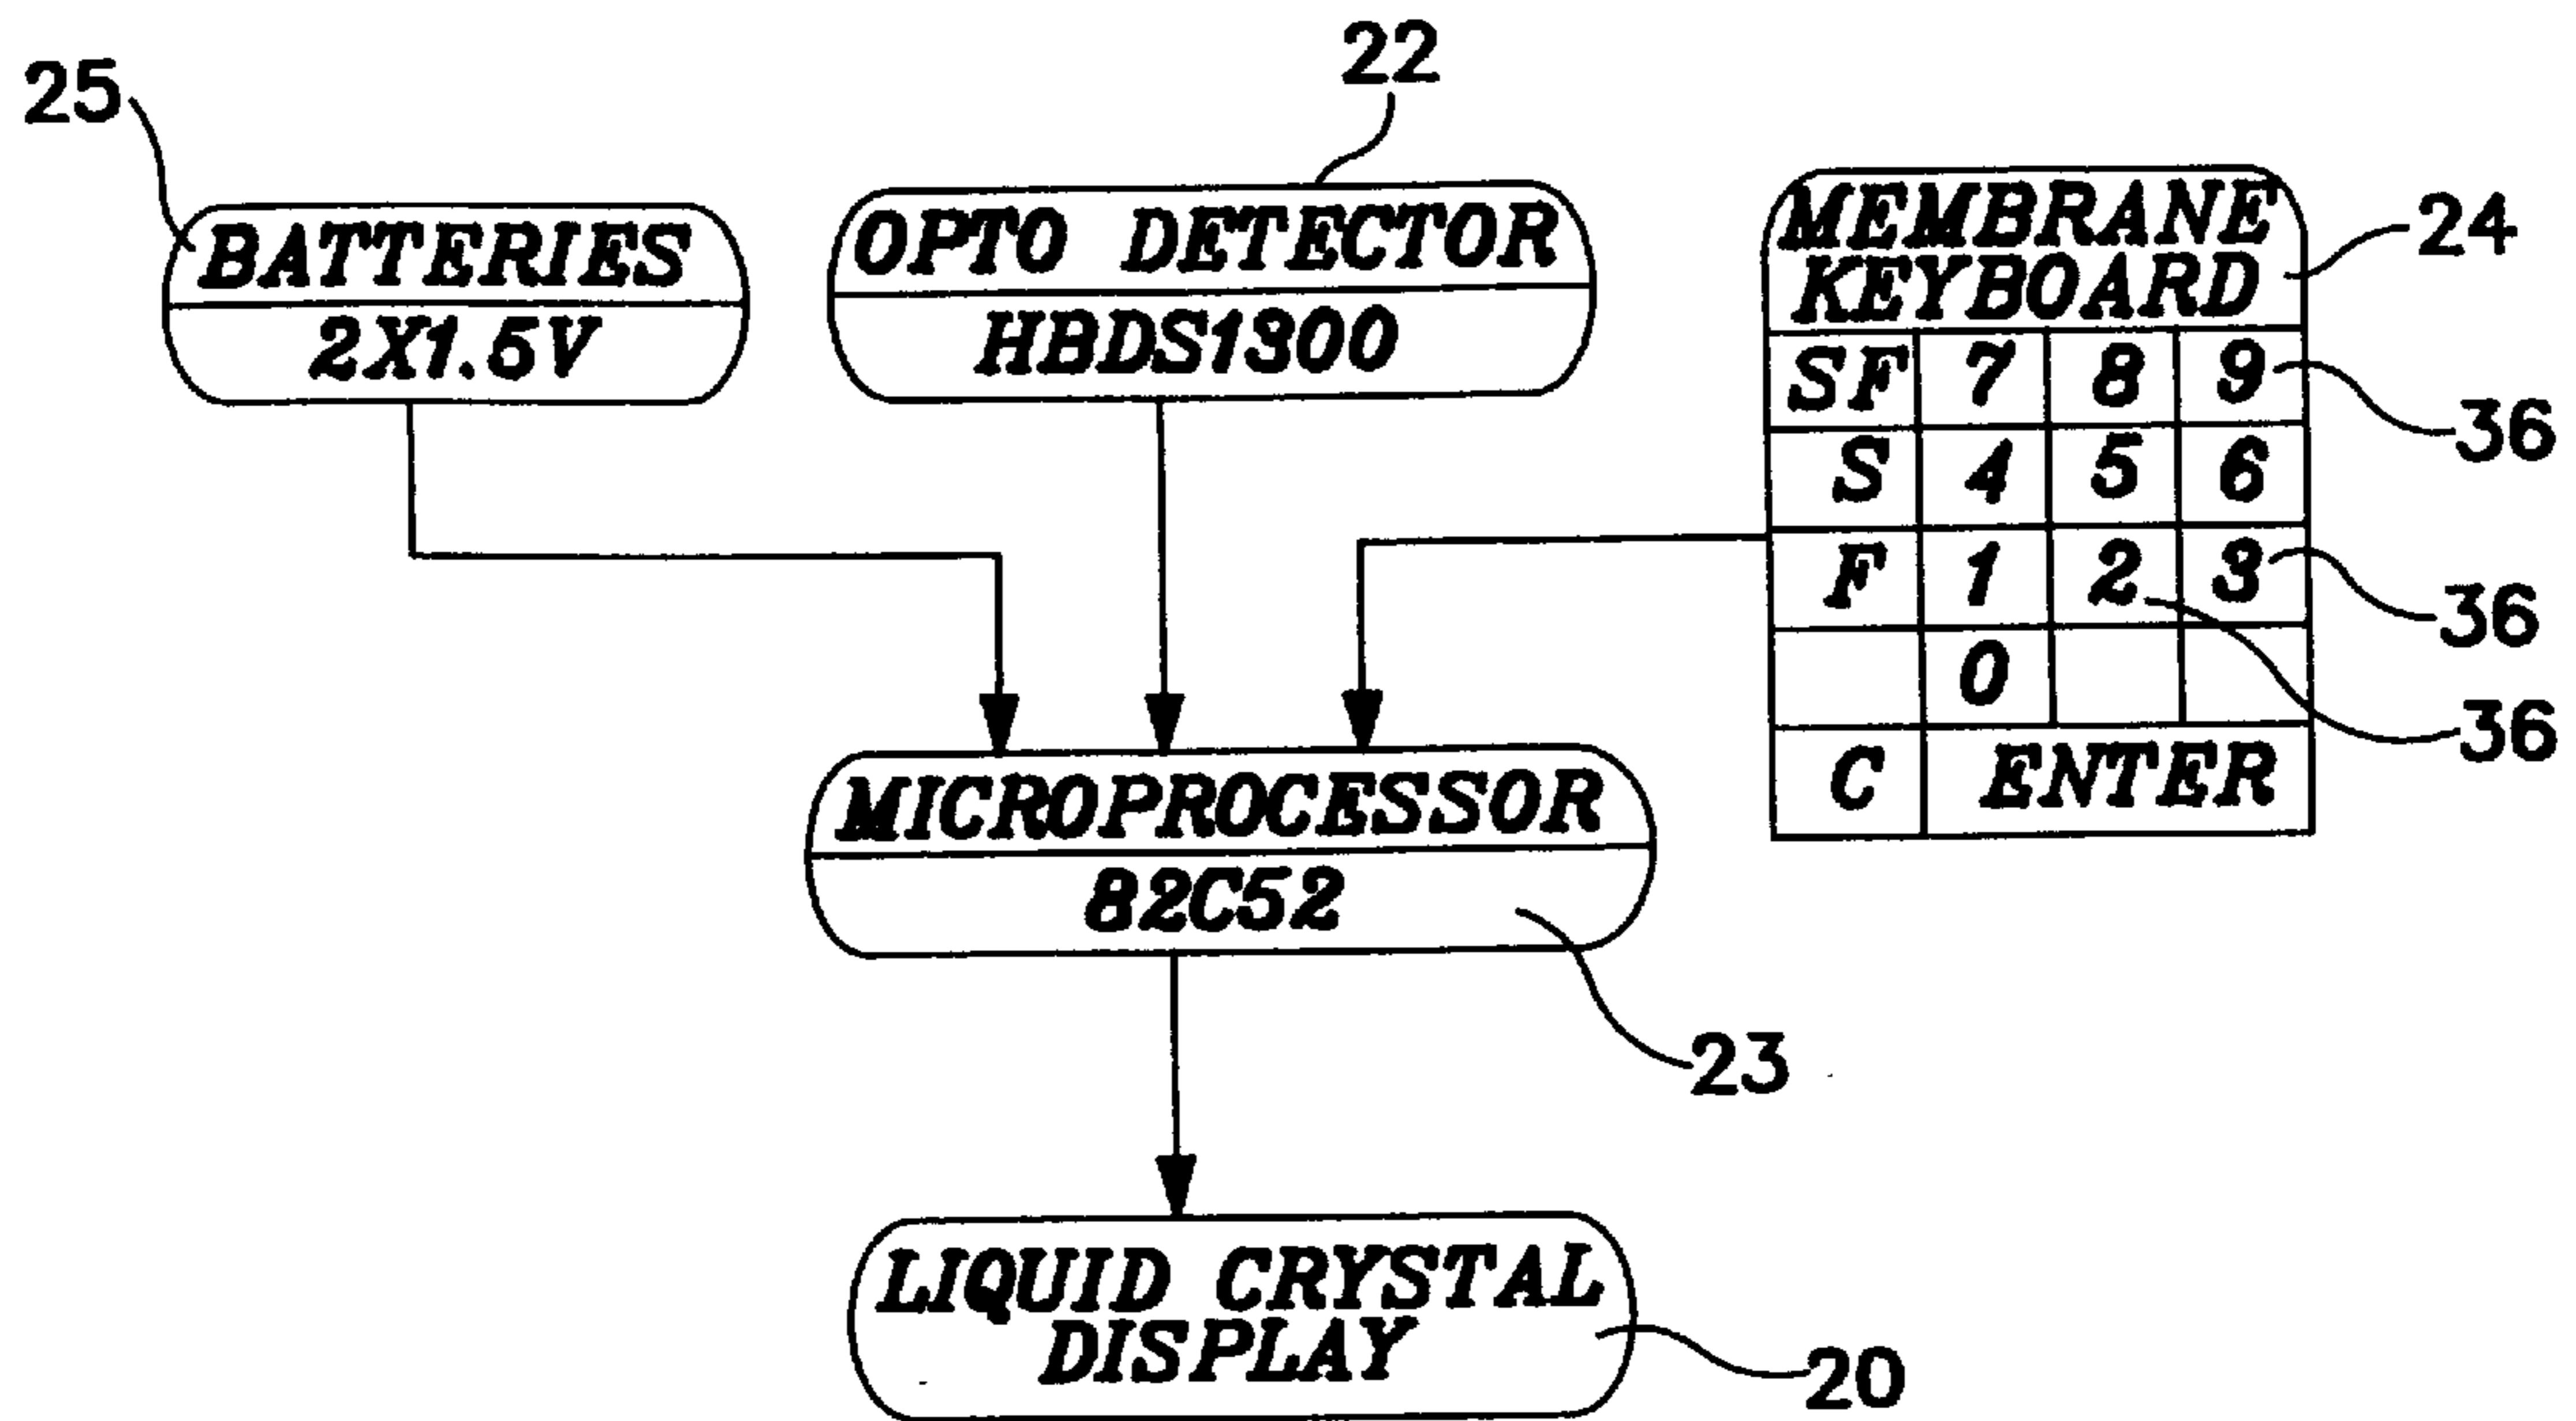 22
25
BATTERIES
2X1.5V
OPTO DETECTOR
HBDS1300
MEMBRANE
KEYBOARD
24
SF 7 8 9
36
S 4 5 6
F 1 2 3
36
0
36
C ENTER
MICROPROCESSOR
82C52
23
LIQUID CRYSTAL
DISPLAY
20